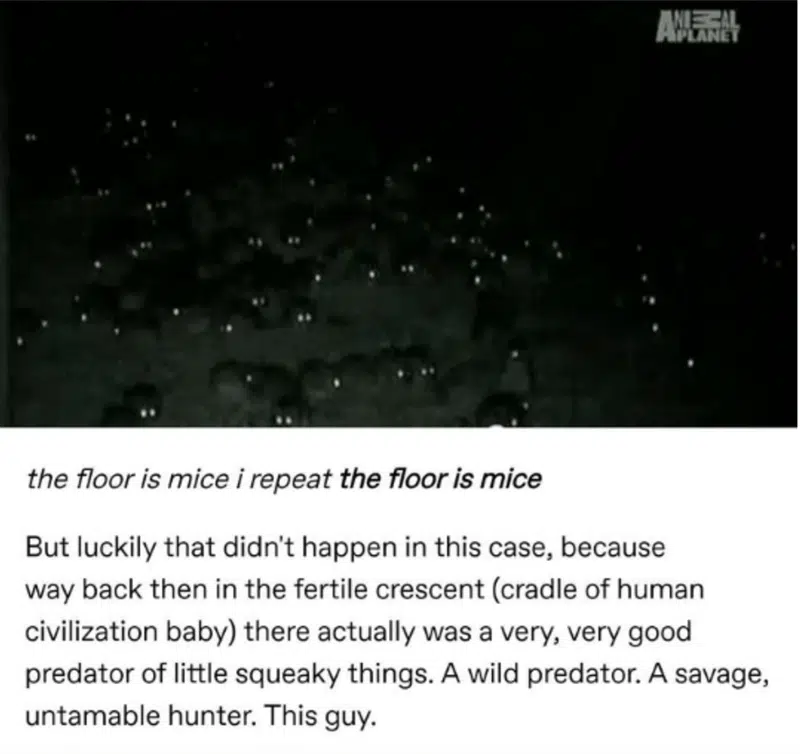 ANIMAL
PLANET
the floor is mice i repeat the floor is mice
But luckily that didn't happen in this case, because
way back then in the fertile crescent (cradle of human
civilization baby) there actually was a very, very good
predator of little squeaky things. A wild predator. A savage,
untamable hunter. This guy.